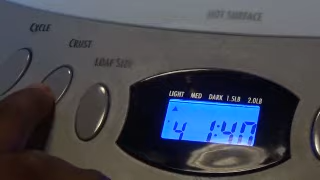 HOT SURFACE
CYCLE
CRUST
LOAF SIZE
LIGHT MED DARK 1.5LB 2.0LB
4 1:40